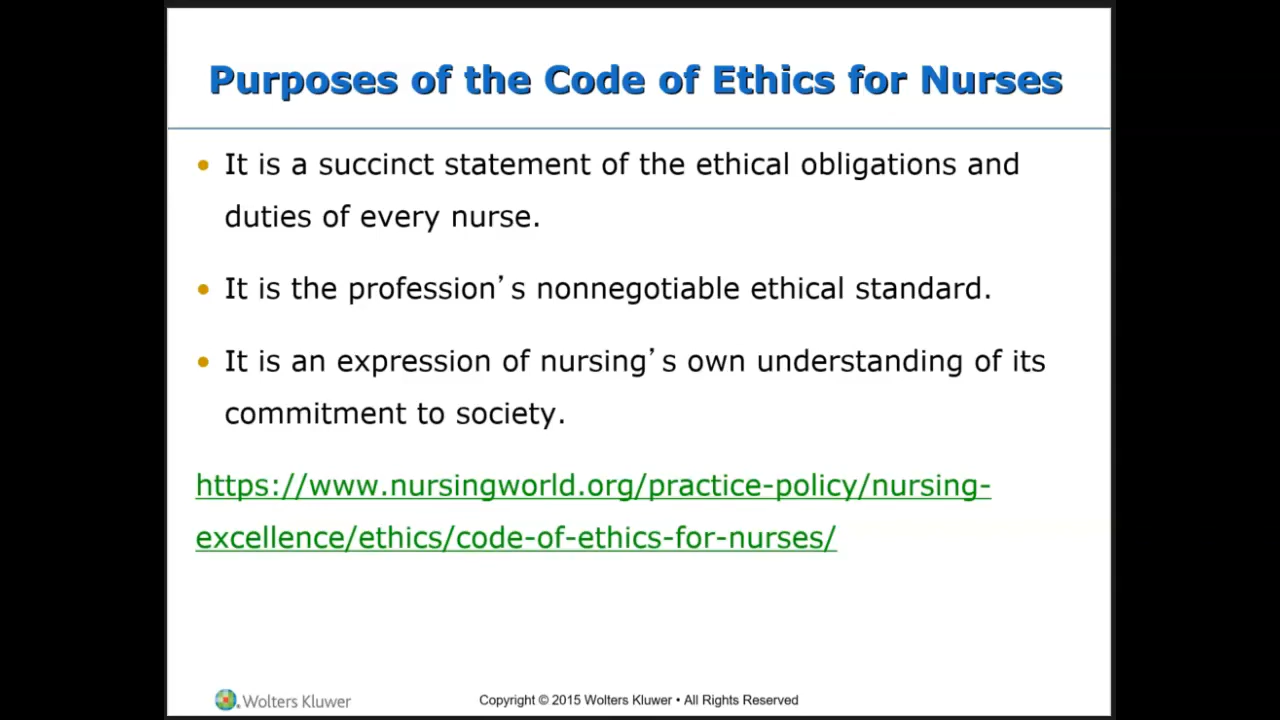 Purposes of the Code of Ethics for Nurses
• It is a succinct statement of the ethical obligations and
duties of every nurse.
• It is the profession’s nonnegotiable ethical standard.
• It is an expression of nursing’s own understanding of its
commitment to society.
https://www.nursingworld.org/practice-policy/nursing-
excellence/ethics/code-of-ethics-for-nurses/
Wolters Kluwer
Copyright © 2015 Wolters Kluwer • All Rights Reserved